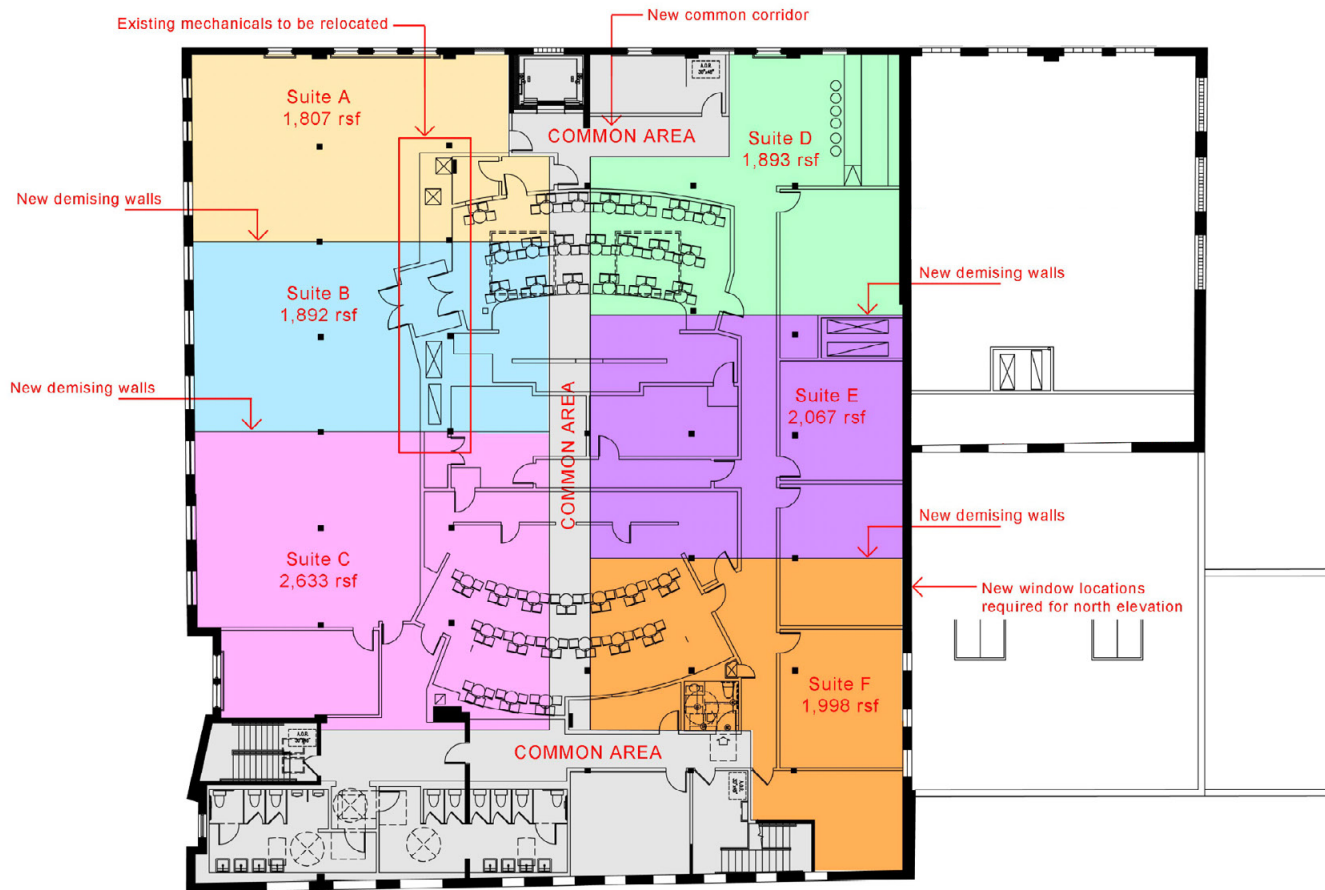 Existing mechanicals to be relocated
New common corridor
Suite A
1,807 rsf
COMMON AREA
Suite D
1,893 rsf
New demising walls
New demising walls
Suite B
1,892 rsf
New demising walls
COMMON AREA
COMMON AREA
Suite E
2,067 rsf
New demising walls
Suite C
2,633 rsf
New window locations
required for north elevation
Suite F
1,998 rsf
COMMON AREA